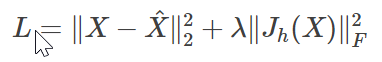 L = ‖X − X̂‖₂² + λ‖J_h(X)‖_F²